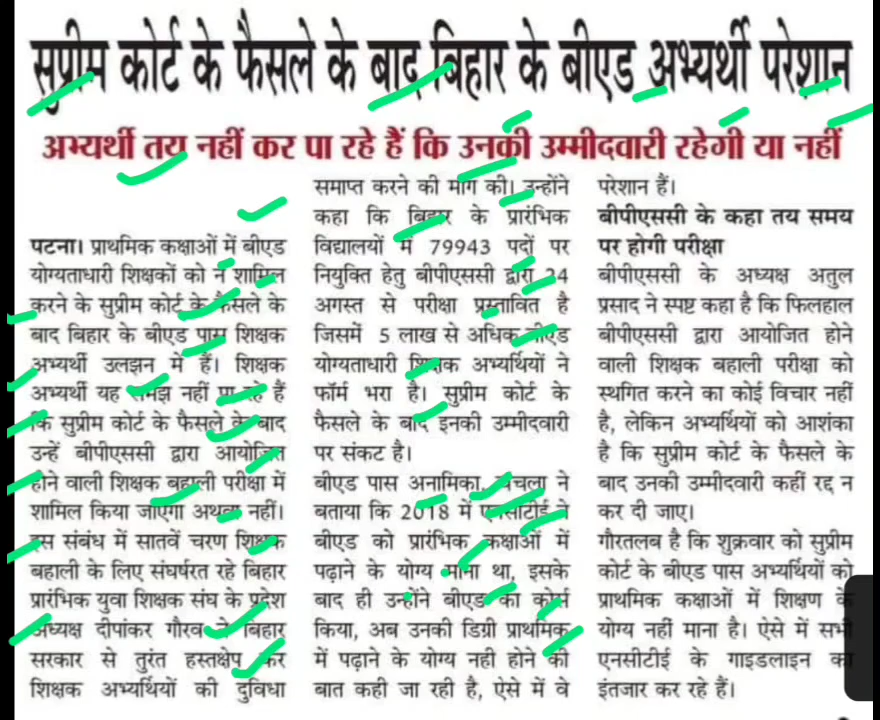 सुप्रीम कोर्ट के फैसले के बाद बिहार के बीएड अभ्यर्थी परेशान
अभ्यर्थी तय नहीं कर पा रहे हैं कि उनकी उम्मीदवारी रहेगी या नहीं
पटना। प्राथमिक कक्षाओं में बीएड
योग्यताधारी शिक्षकों को न शामिल
करने के सुप्रीम कोर्ट के फैसले के
बाद बिहार के बीएड पास शिक्षक
अभ्यर्थी उलझन में हैं। शिक्षक
अभ्यर्थी यह समझ नहीं पा रहे हैं
कि सुप्रीम कोर्ट के फैसले के बाद
उन्हें बीपीएससी द्वारा आयोजित
होने वाली शिक्षक बहाली परीक्षा में
शामिल किया जाएगा अथवा नहीं।
इस संबंध में सातवें चरण शिक्षक
बहाली के लिए संघर्षरत रहे बिहार
प्रारंभिक युवा शिक्षक संघ के प्रदेश
अध्यक्ष दीपांकर गौरव ने बिहार
सरकार से तुरंत हस्तक्षेप कर
शिक्षक अभ्यर्थियों की दुविधा
समाप्त करने की मांग की। उन्होंने
कहा कि बिहार के प्रारंभिक
विद्यालयों में 79943 पदों पर
नियुक्ति हेतु बीपीएससी द्वारा 24
अगस्त से परीक्षा प्रस्तावित है
जिसमें 5 लाख से अधिक बीएड
योग्यताधारी शिक्षक अभ्यर्थियों ने
फॉर्म भरा है। सुप्रीम कोर्ट के
फैसले के बाद इनकी उम्मीदवारी
पर संकट है।
बीएड पास अनामिका, चंचला ने
बताया कि 2018 में एनसीटीई ने
बीएड को प्रारंभिक कक्षाओं में
पढ़ाने के योग्य माना था, इसके
बाद ही उन्होंने बीएड का कोर्स
किया, अब उनकी डिग्री प्राथमिक
में पढ़ाने के योग्य नही होने की
बात कही जा रही है, ऐसे में वे
परेशान हैं।
बीपीएससी के कहा तय समय
पर होगी परीक्षा
बीपीएससी के अध्यक्ष अतुल
प्रसाद ने स्पष्ट कहा है कि फिलहाल
बीपीएससी द्वारा आयोजित होने
वाली शिक्षक बहाली परीक्षा को
स्थगित करने का कोई विचार नहीं
है, लेकिन अभ्यर्थियों को आशंका
है कि सुप्रीम कोर्ट के फैसले के
बाद उनकी उम्मीदवारी कहीं रद्द न
कर दी जाए।
गौरतलब है कि शुक्रवार को सुप्रीम
कोर्ट के बीएड पास अभ्यर्थियों को
प्राथमिक कक्षाओं में शिक्षण के
योग्य नहीं माना है। ऐसे में सभी
एनसीटीई के गाइडलाइन का
इंतजार कर रहे हैं।